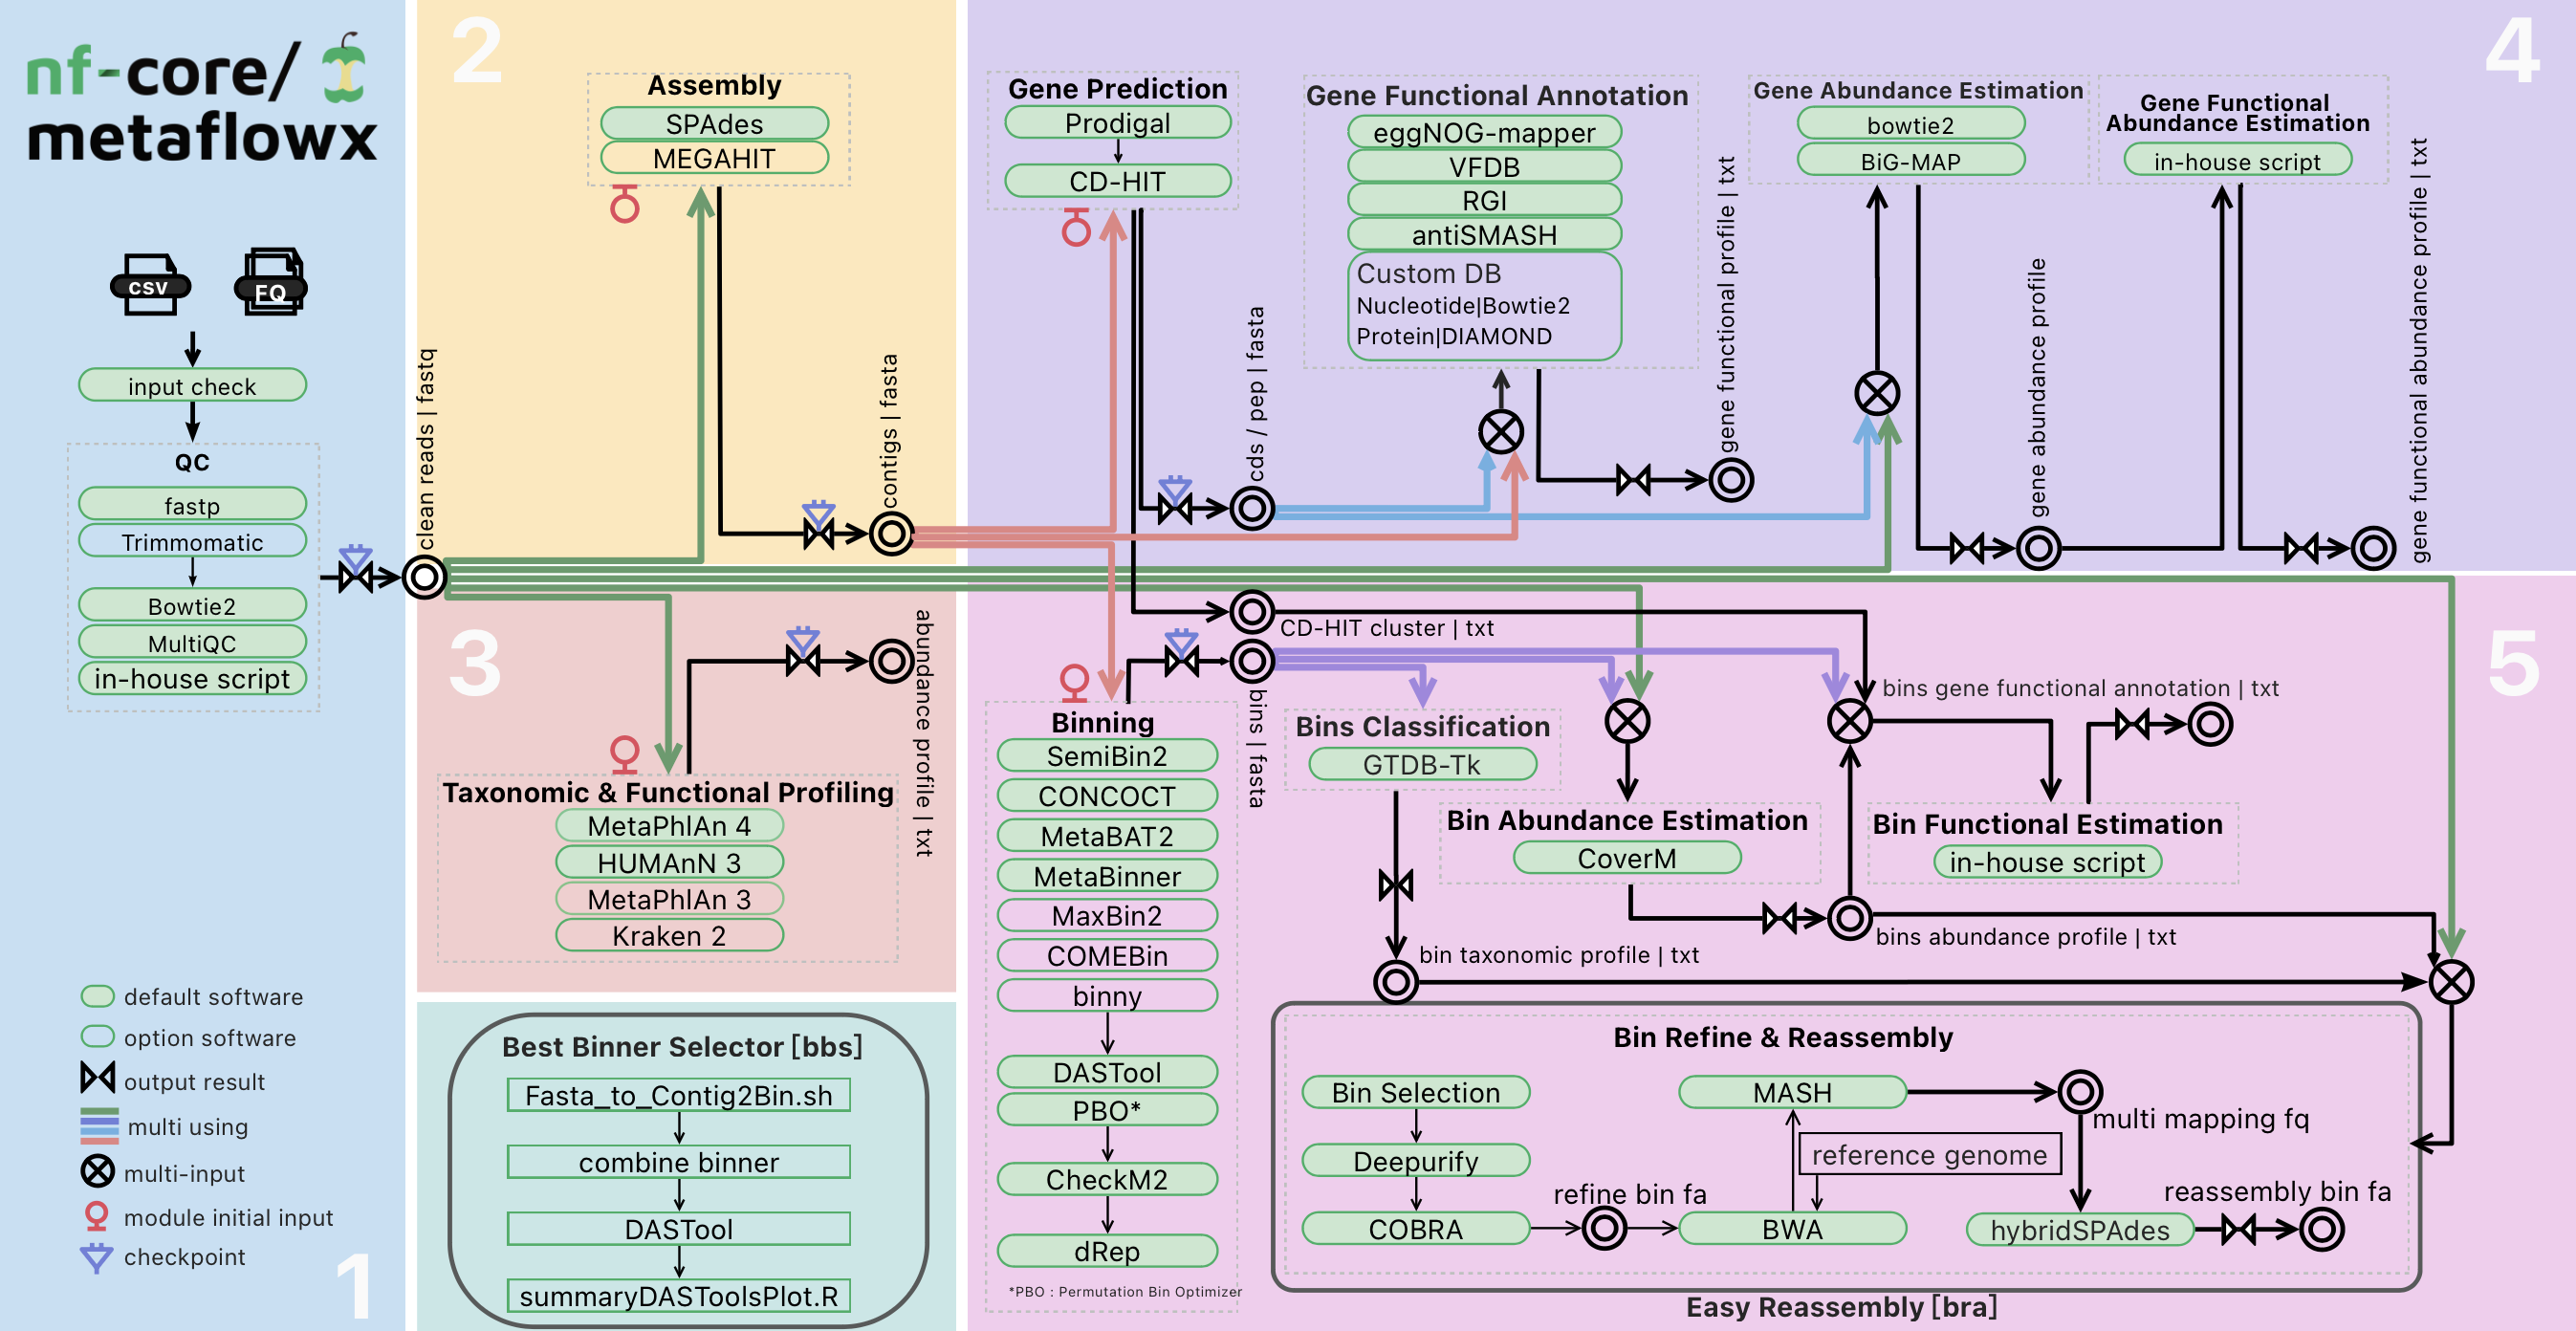 nf-core/
metaflowx
csv
FQ
input check
QC
fastp
Trimmomatic
Bowtie2
MultiQC
in-house script
default software
option software
output result
multi using
multi-input
module initial input
checkpoint
1
clean reads | fastq
2
Assembly
SPAdes
MEGAHIT
contigs | fasta
3
abundance profile | txt
Taxonomic & Functional Profiling
MetaPhlAn 4
HUMAnN 3
MetaPhlAn 3
Kraken 2
Best Binner Selector [bbs]
Fasta_to_Contig2Bin.sh
combine binner
DASTool
summaryDASToolsPlot.R
4
Gene Prediction
Prodigal
CD-HIT
cds / pep | fasta
Gene Functional Annotation
eggNOG-mapper
VFDB
RGI
antiSMASH
Custom DB
Nucleotide|Bowtie2
Protein|DIAMOND
gene functional profile | txt
Gene Abundance Estimation
bowtie2
BiG-MAP
gene abundance profile
Gene Functional
Abundance Estimation
in-house script
gene functional abundance profile | txt
5
CD-HIT cluster | txt
bins | fasta
Binning
SemiBin2
CONCOCT
MetaBAT2
MetaBinner
MaxBin2
COMEBin
binny
DASTool
PBO*
CheckM2
dRep
*PBO : Permutation Bin Optimizer
Bins Classification
GTDB-Tk
bin taxonomic profile | txt
Bin Abundance Estimation
CoverM
bins abundance profile | txt
bins gene functional annotation | txt
Bin Functional Estimation
in-house script
Bin Refine & Reassembly
Bin Selection
Deepurify
COBRA
refine bin fa
MASH
reference genome
BWA
multi mapping fq
hybridSPAdes
reassembly bin fa
Easy Reassembly [bra]